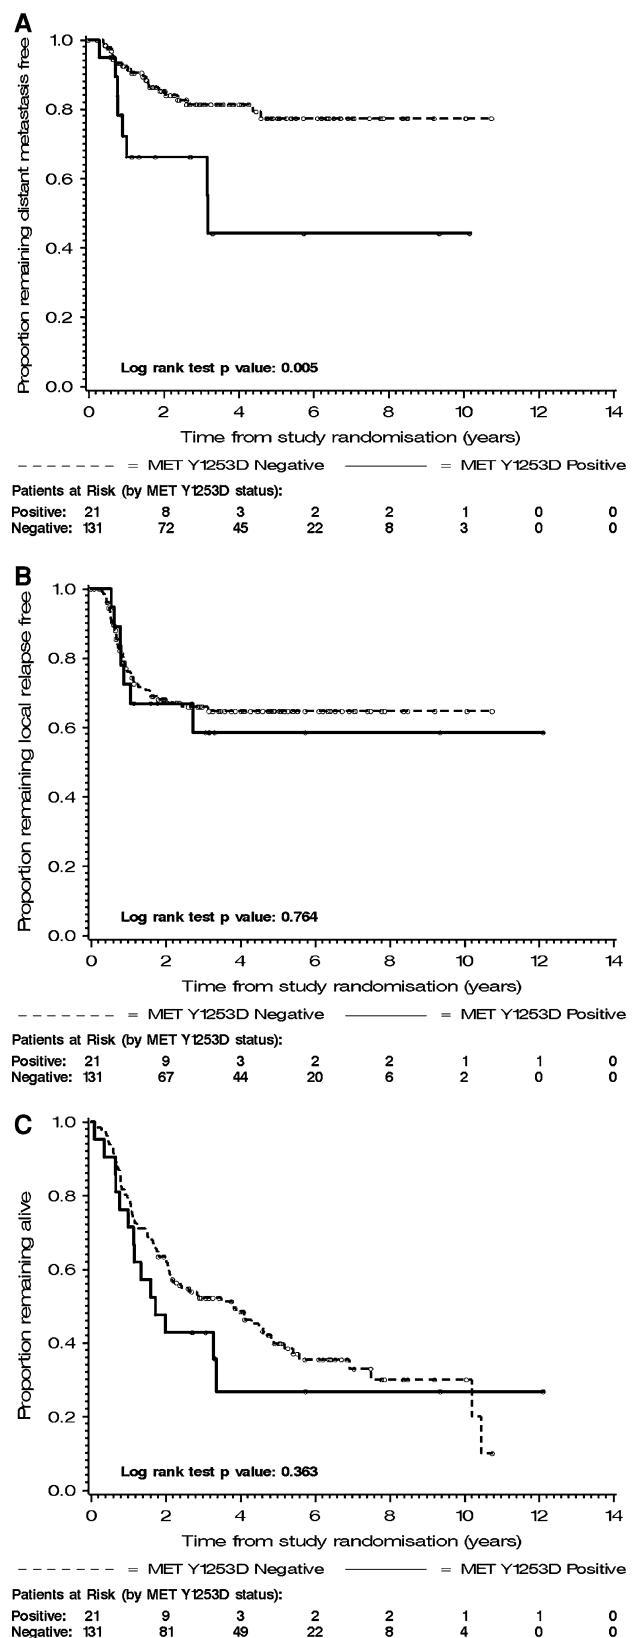 A
Proportion remaining distant metastasis free
1.0
0.8
0.6
0.4
0.2
0.0
Log rank test p value: 0.005
0 2 4 6 8 10 12 14
Time from study randomisation (years)
= MET Y1253D Negative = MET Y1253D Positive
Patients at Risk (by MET Y1253D status):
Positive: 21 8 3 2 2 1 0 0
Negative: 131 72 45 22 8 3 0 0
B
Proportion remaining local relapse free
1.0
0.8
0.6
0.4
0.2
0.0
Log rank test p value: 0.764
0 2 4 6 8 10 12 14
Time from study randomisation (years)
= MET Y1253D Negative = MET Y1253D Positive
Patients at Risk (by MET Y1253D status):
Positive: 21 9 3 2 2 1 1 0
Negative: 131 67 44 20 6 2 0 0
C
Proportion remaining alive
1.0
0.8
0.6
0.4
0.2
0.0
Log rank test p value: 0.363
0 2 4 6 8 10 12 14
Time from study randomisation (years)
= MET Y1253D Negative = MET Y1253D Positive
Patients at Risk (by MET Y1253D status):
Positive: 21 9 3 2 2 1 1 0
Negative: 131 81 49 22 8 4 0 0